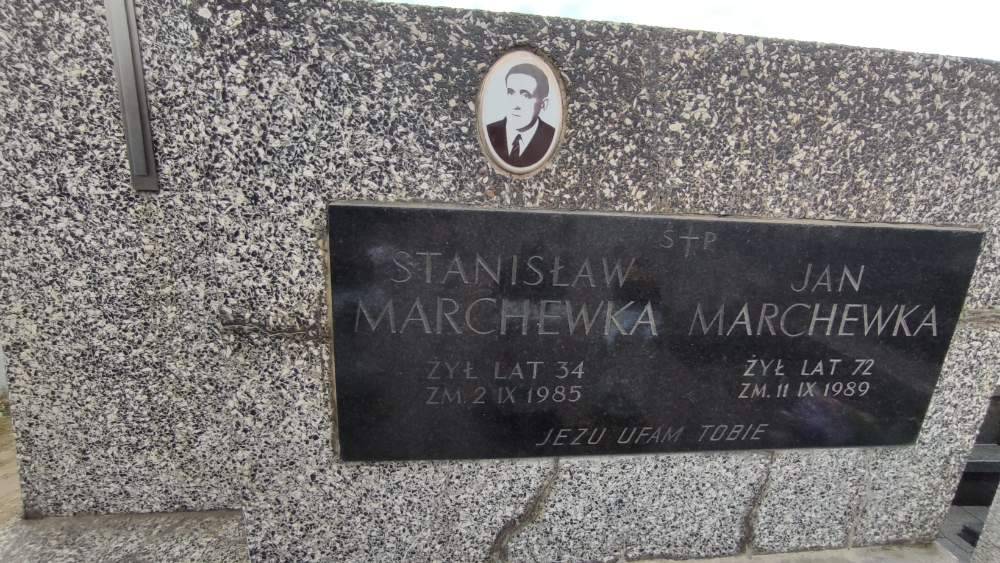 Ś†P
STANISŁAW
MARCHEWKA
ŻYŁ LAT 34
ZM. 2 IX 1985
JAN
MARCHEWKA
ŻYŁ LAT 72
ZM. 11 IX 1989
JEZU UFAM TOBIE